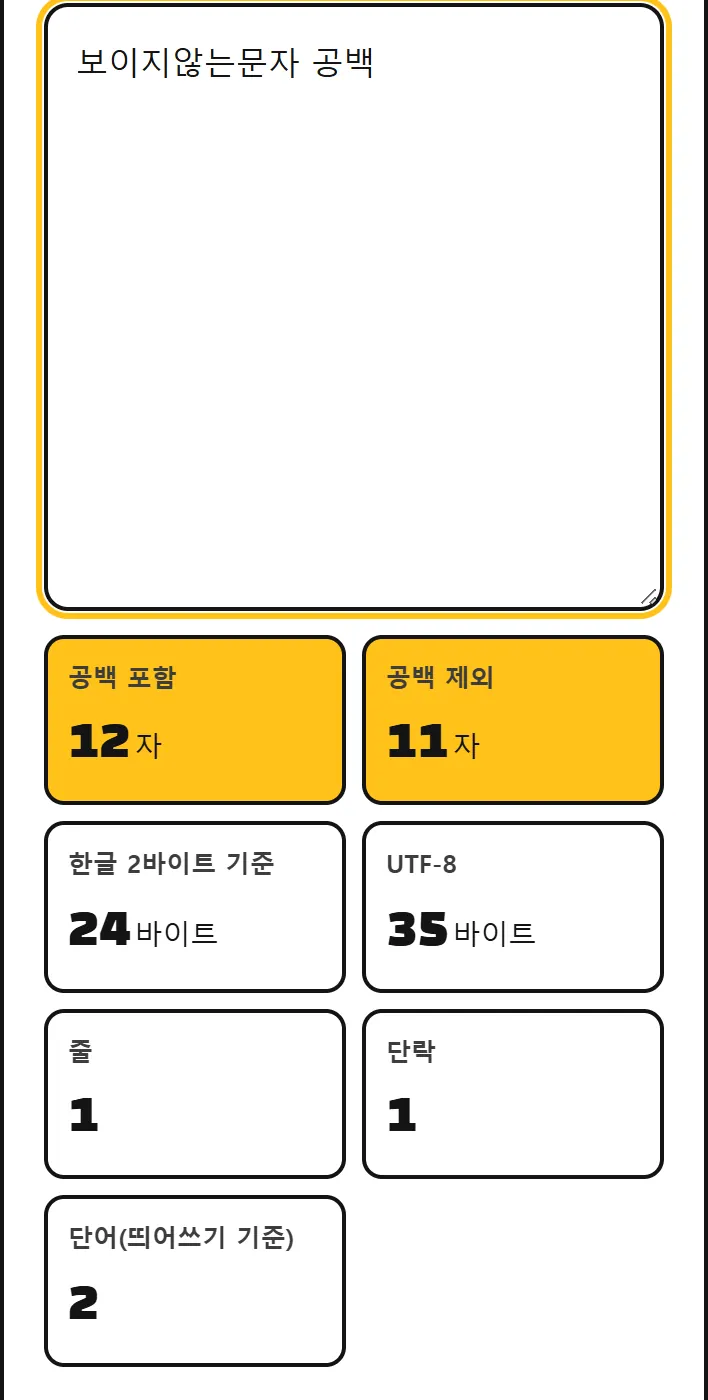 보이지않는문자 공백
공백 포함
12자
공백 제외
11자
한글 2바이트 기준
24바이트
UTF-8
35바이트
줄
1
단락
1
단어(띄어쓰기 기준)
2